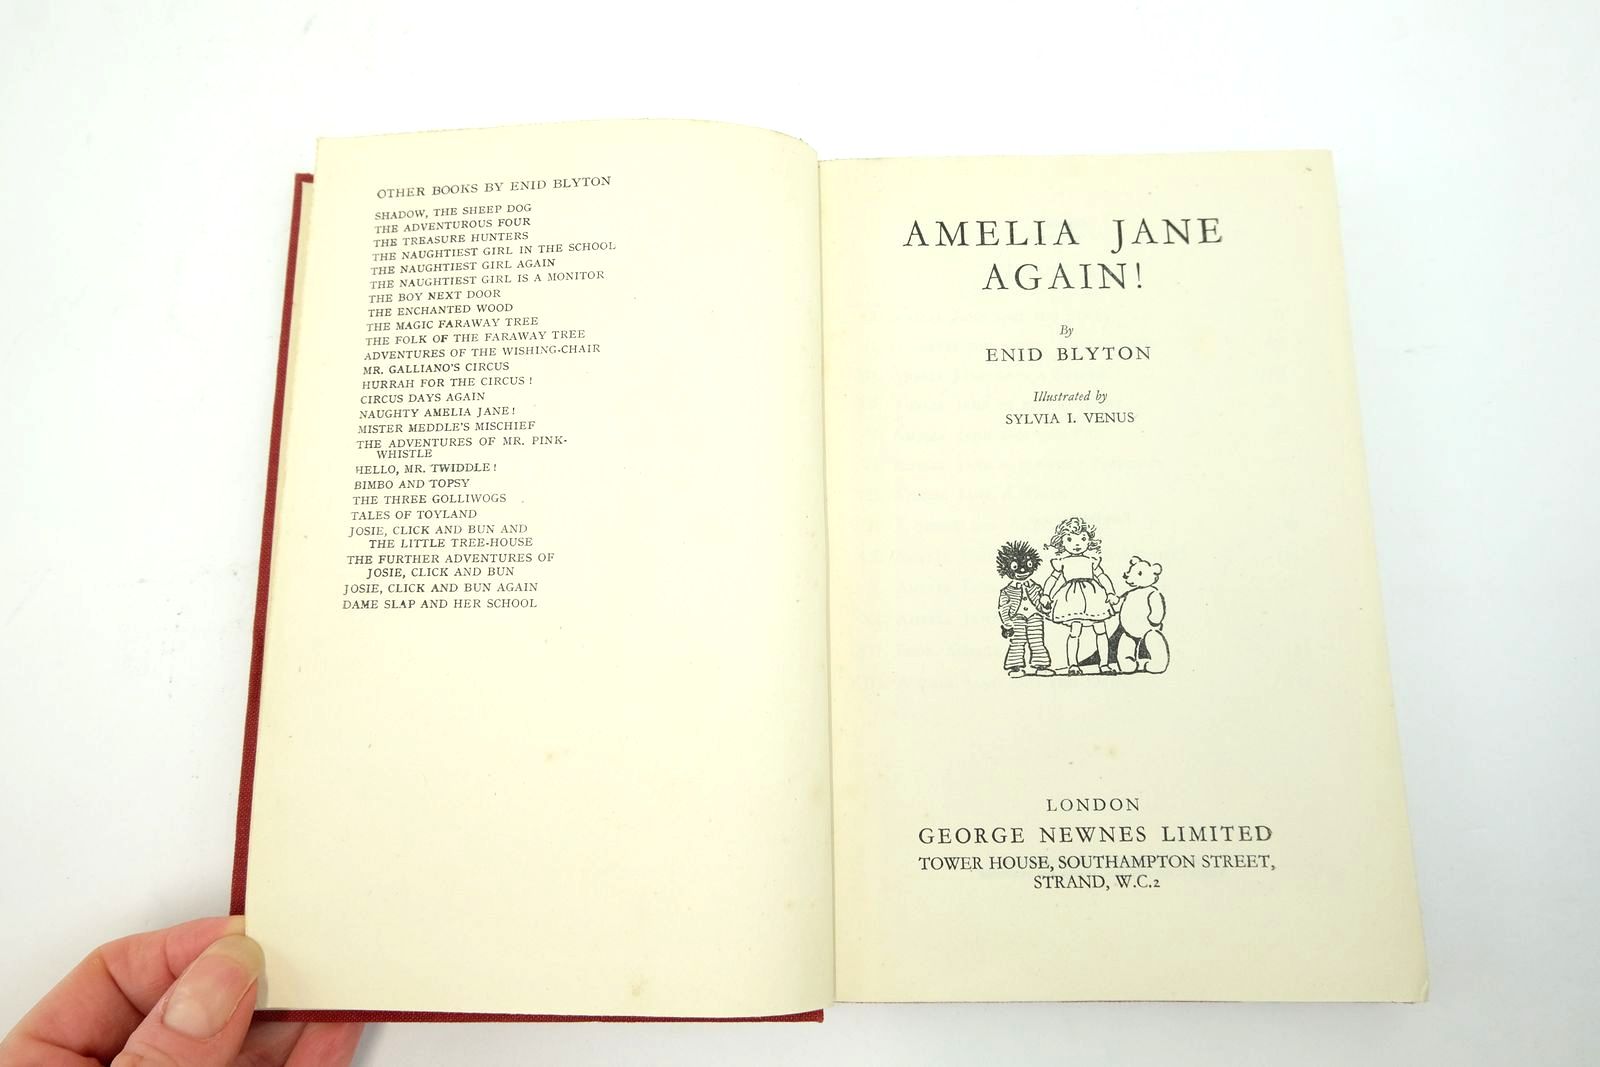 OTHER BOOKS BY ENID BLYTON
SHADOW, THE SHEEP DOG
THE ADVENTUROUS FOUR
THE TREASURE HUNTERS
THE NAUGHTIEST GIRL IN THE SCHOOL
THE NAUGHTIEST GIRL AGAIN
THE NAUGHTIEST GIRL IS A MONITOR
THE BOY NEXT DOOR
THE ENCHANTED WOOD
THE MAGIC FARAWAY TREE
THE FOLK OF THE FARAWAY TREE
ADVENTURES OF THE WISHING-CHAIR
MR. GALLIANO'S CIRCUS
HURRAH FOR THE CIRCUS !
CIRCUS DAYS AGAIN
NAUGHTY AMELIA JANE !
MISTER MEDDLE'S MISCHIEF
THE ADVENTURES OF MR. PINK-
WHISTLE
HELLO, MR. TWIDDLE !
BIMBO AND TOPSY
THE THREE GOLLIWOGS
TALES OF TOYLAND
JOSIE, CLICK AND BUN AND
THE LITTLE TREE-HOUSE
THE FURTHER ADVENTURES OF
JOSIE, CLICK AND BUN
JOSIE, CLICK AND BUN AGAIN
DAME SLAP AND HER SCHOOL
AMELIA JANE
AGAIN!
By
ENID BLYTON
Illustrated by
SYLVIA I. VENUS
LONDON
GEORGE NEWNES LIMITED
TOWER HOUSE, SOUTHAMPTON STREET,
STRAND, W.C.2